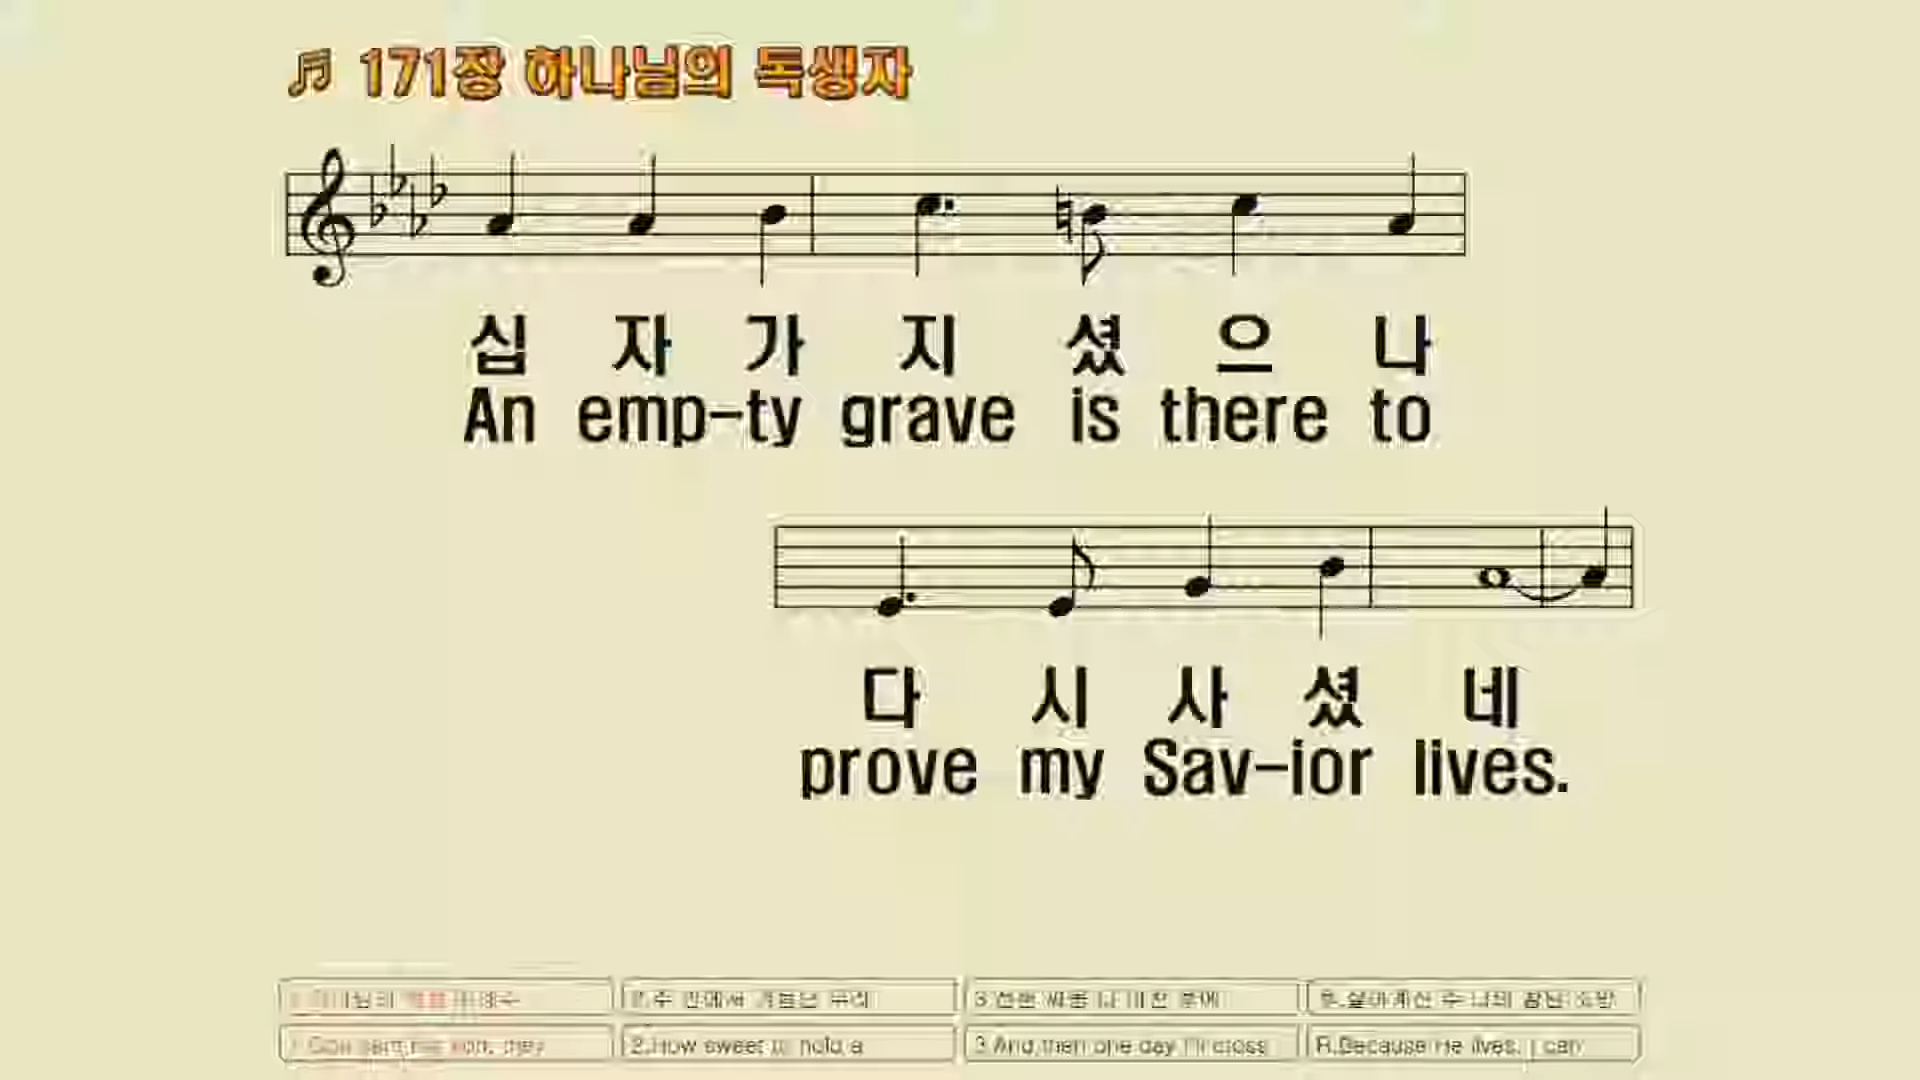 171장 하나님의 독생자
십 자 가 지 셨 으 나
An emp-ty grave is there to
다 시 사 셨 네
prove my Sav-ior lives.
2.How sweet to hold a
3.And then one day I'll cross
R.Because He lives, I can